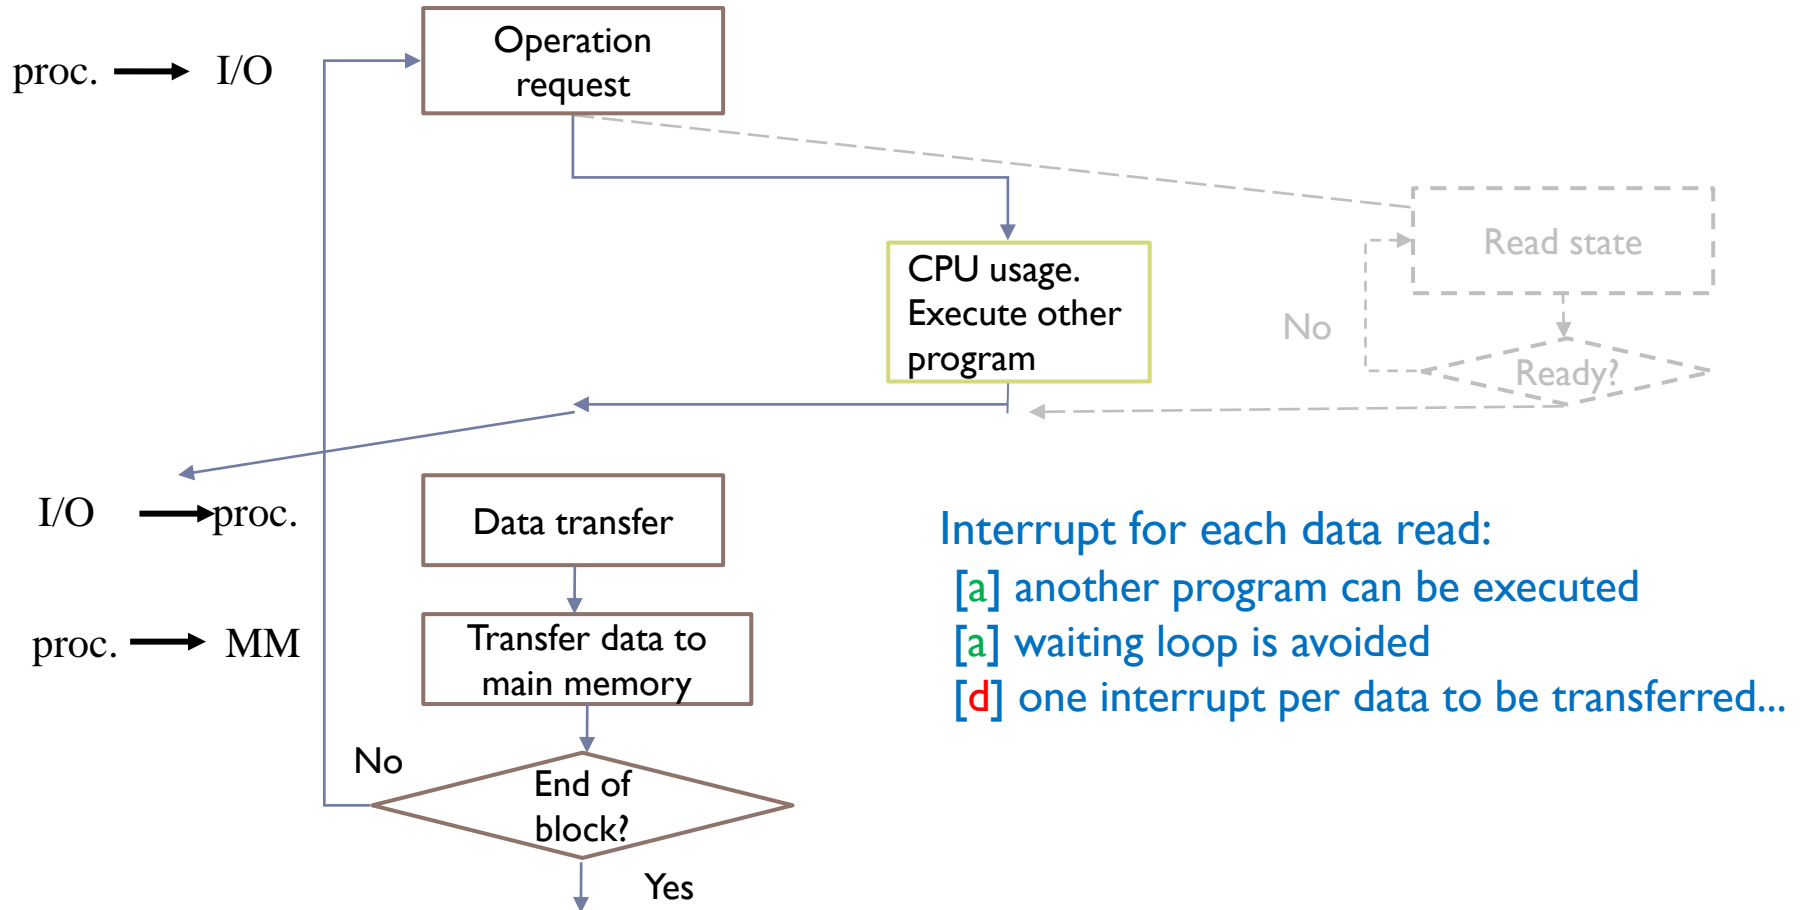 Operation
request
proc. → I/O
Read state
CPU usage.
Execute other
program
No
Ready?
I/O → proc.
Data transfer
Interrupt for each data read:
[a] another program can be executed
[a] waiting loop is avoided
[d] one interrupt per data to be transferred...
proc. → MM
Transfer data to
main memory
No
End of
block?
Yes